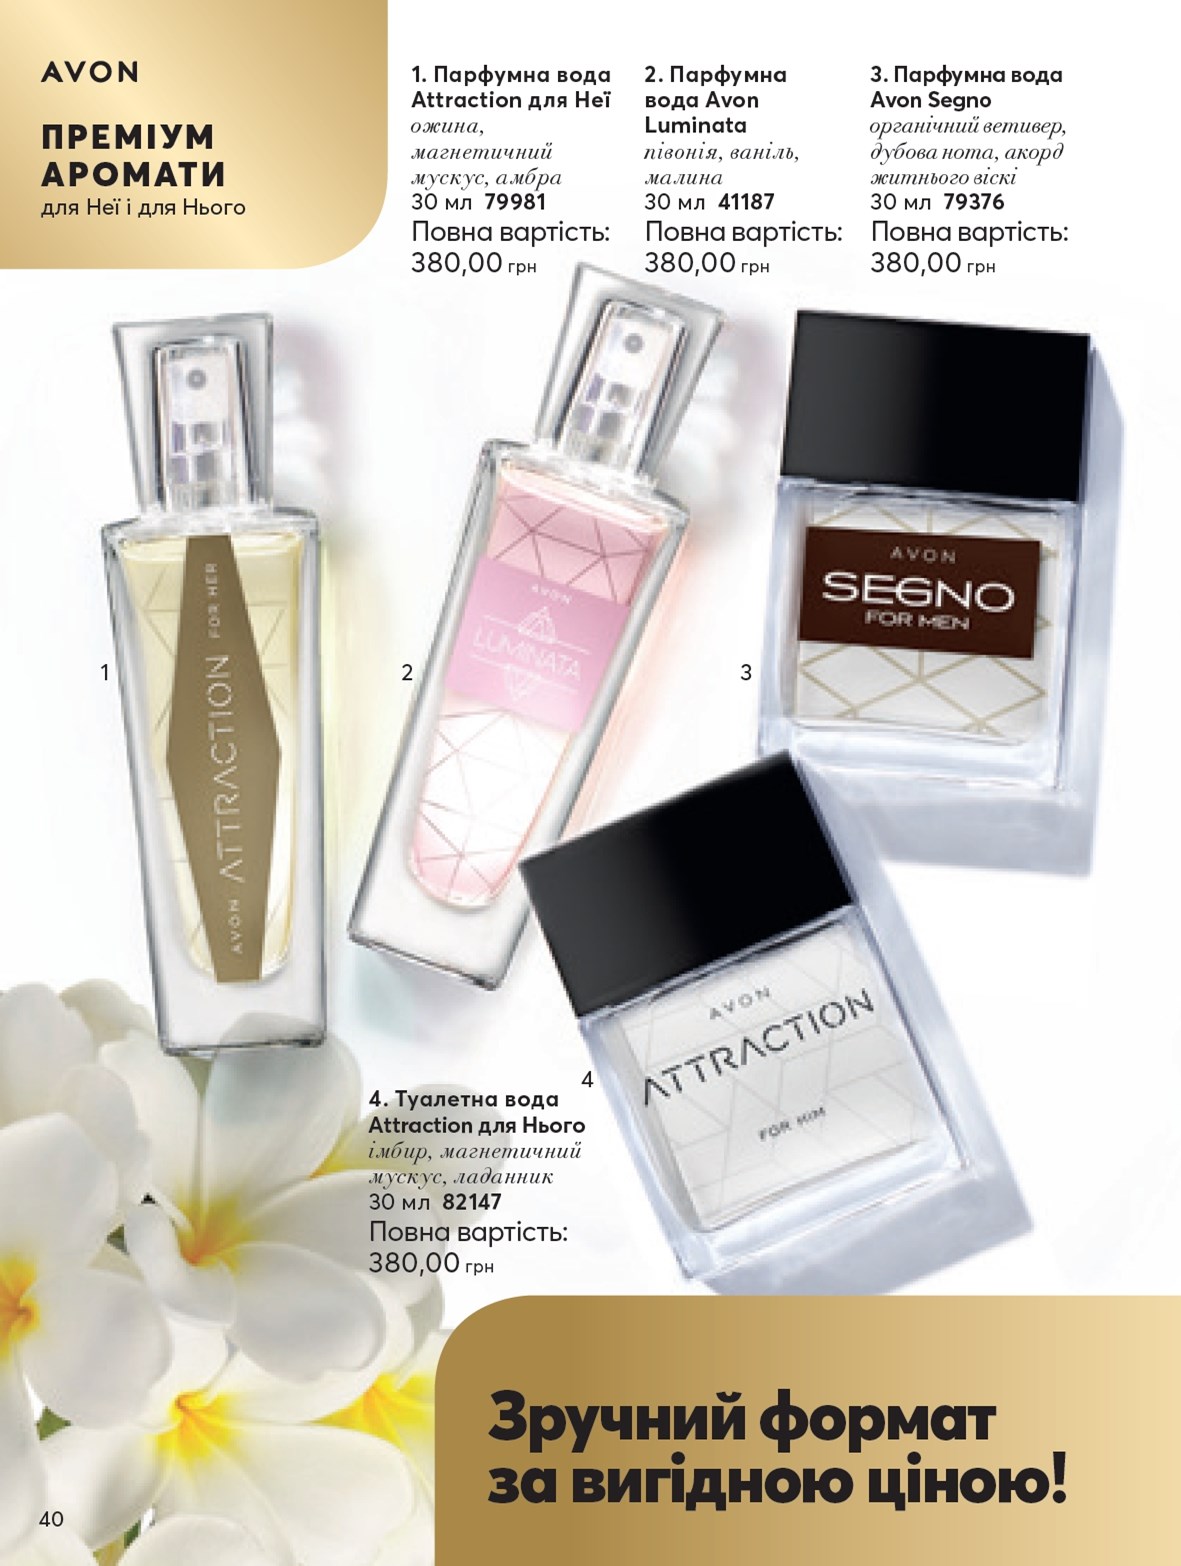 AVON
ПРЕМІУМ
АРОМАТИ
для Неї і для Нього
1. Парфумна вода
Attraction для Неї
ожина,
магнетичний
мускус, амбра
30 мл 79981
Повна вартість:
380,00 грн
2. Парфумна
вода Avon
Luminata
півонія, ваніль,
малина
30 мл 41187
Повна вартість:
380,00 грн
3. Парфумна вода
Avon Segno
органічний ветивер,
дубова нота, акорд
житнього віскі
30 мл 79376
Повна вартість:
380,00 грн
AVON ATTRACTION FOR HER
1
AVON
LUMINATA
2
AVON
SEGNO
FOR MEN
3
AVON
ATTRACTION
FOR HIM
4
4. Туалетна вода
Attraction для Нього
імбир, магнетичний
мускус, ладанник
30 мл 82147
Повна вартість:
380,00 грн
Зручний формат
за вигідною ціною!
40